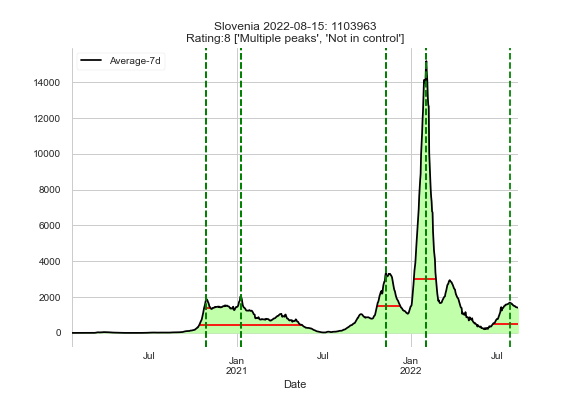 Slovenia 2022-08-15: 1103963
Rating:8 ['Multiple peaks', 'Not in control']
Average-7d
14000
12000
10000
8000
6000
4000
2000
0
Jul
Jan
2021
Jul
Jan
2022
Jul
Date